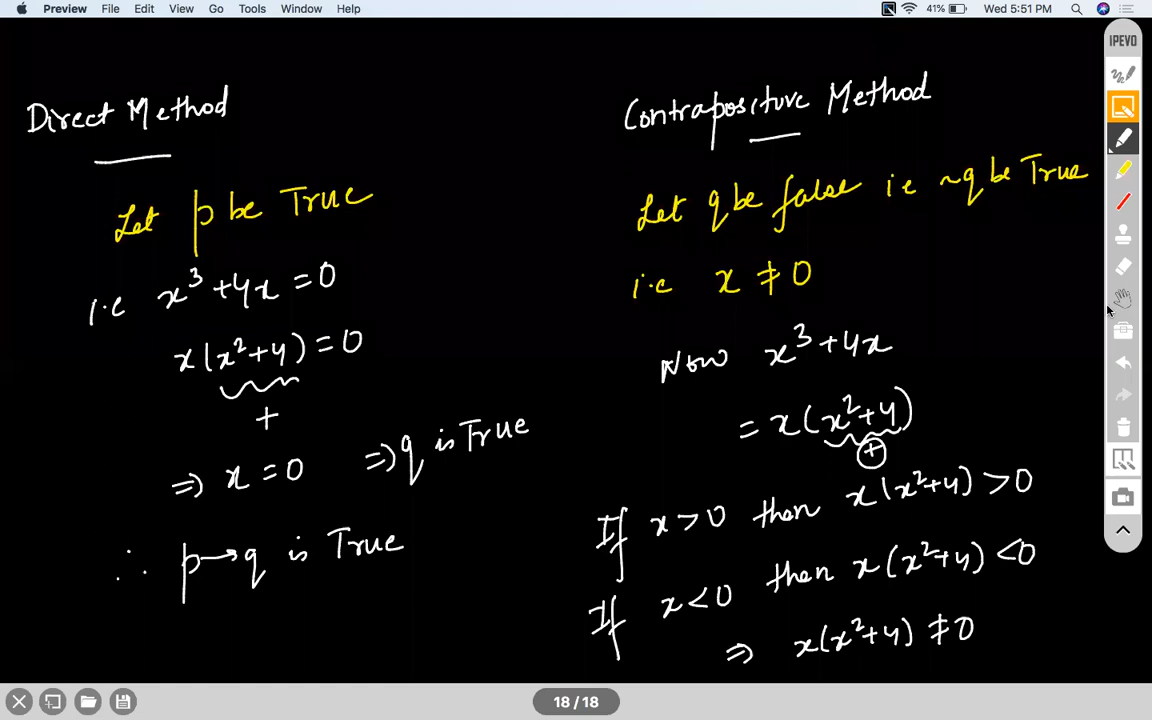 Preview File Edit View Go Tools Window Help
41% Wed 5:51 PM
IPEVO
Direct Method
Let p be True
i.e x³+4x =0
x(x²+4) =0
+
⇒ x =0 ⇒ q is True
∴ p→q is True
Contrapositive Method
Let q be false ie ~q be True
i.e x ≠ 0
Now x³+4x
= x(x²+4)
+
If x>0 then x(x²+4) >0
If x<0 then x(x²+4) <0
⇒ x(x²+4) ≠0
18 / 18